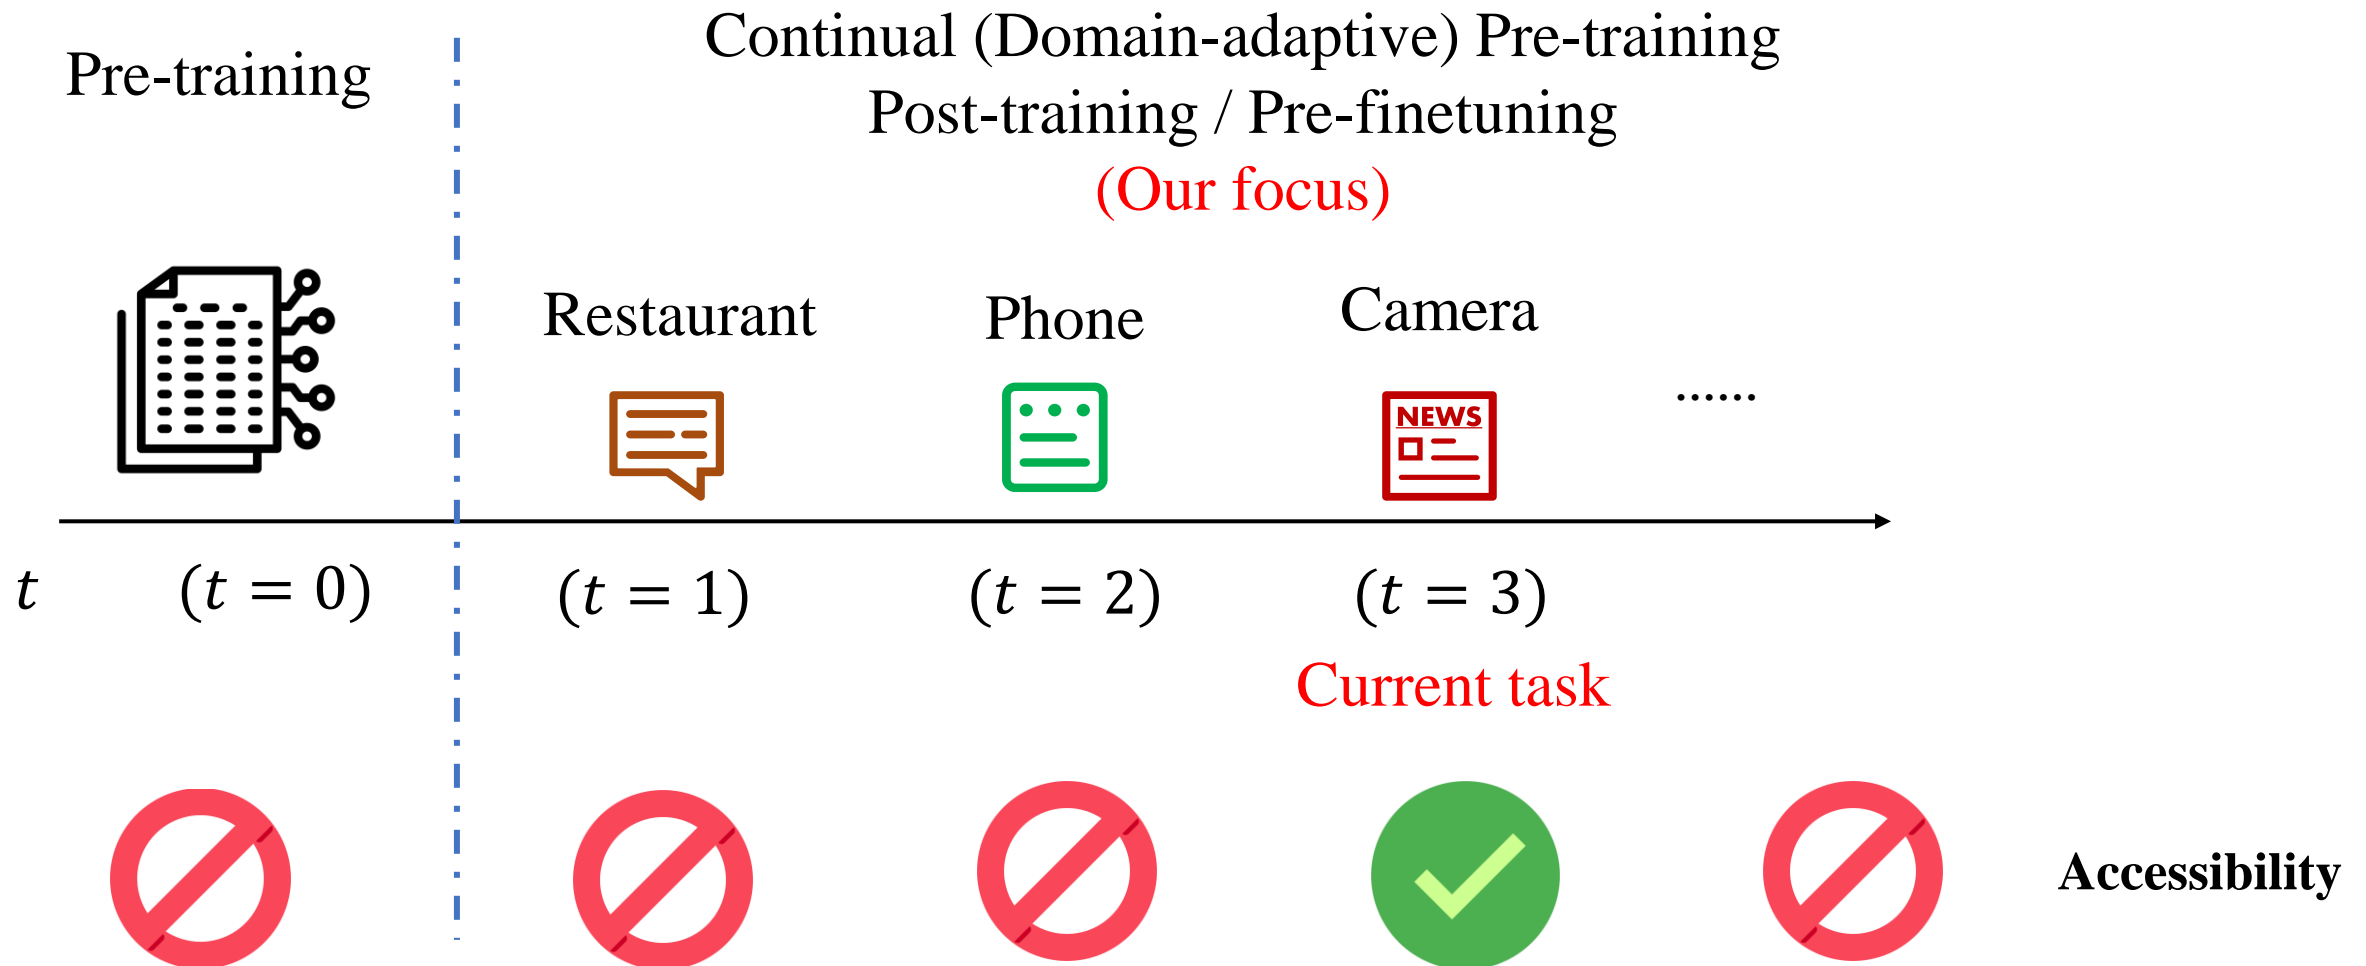 Pre-training
Continual (Domain-adaptive) Pre-training
Post-training / Pre-finetuning
(Our focus)
Restaurant
Phone
Camera
......
NEWS
t
(t = 0)
(t = 1)
(t = 2)
(t = 3)
Current task
Accessibility